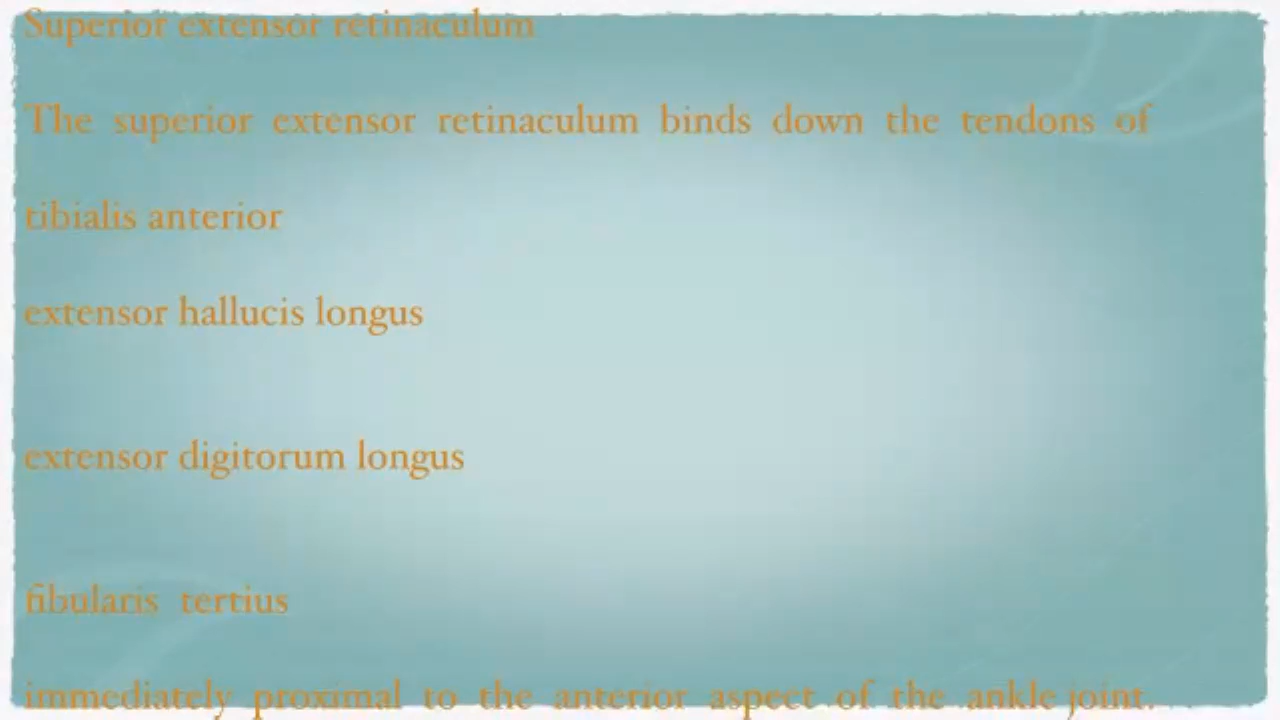 Superior extensor retinaculum
The superior extensor retinaculum binds down the tendons of
tibialis anterior
extensor hallucis longus
extensor digitorum longus
fibularis tertius
immediately proximal to the anterior aspect of the ankle joint.